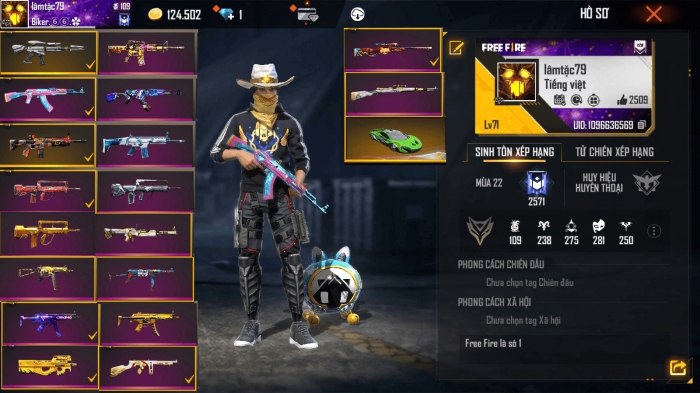 lâmtặc79 109
Biker. 6 6
124.502
1
HỒ SƠ
FREE FIRE
lâmtặc79
Tiếng việt
2509
Lv71
UID: 1096636569
SINH TỒN XẾP HẠNG
TỬ CHIẾN XẾP HẠNG
MÙA 22
2571
HUY HIỆU
HUYỀN THOẠI
109 238 275 281 250
PHONG CÁCH CHIẾN ĐẤU
Chưa chọn tag Chiến đấu
PHONG CÁCH XÃ HỘI
Chưa chọn tag Xã hội
Free Fire là số 1